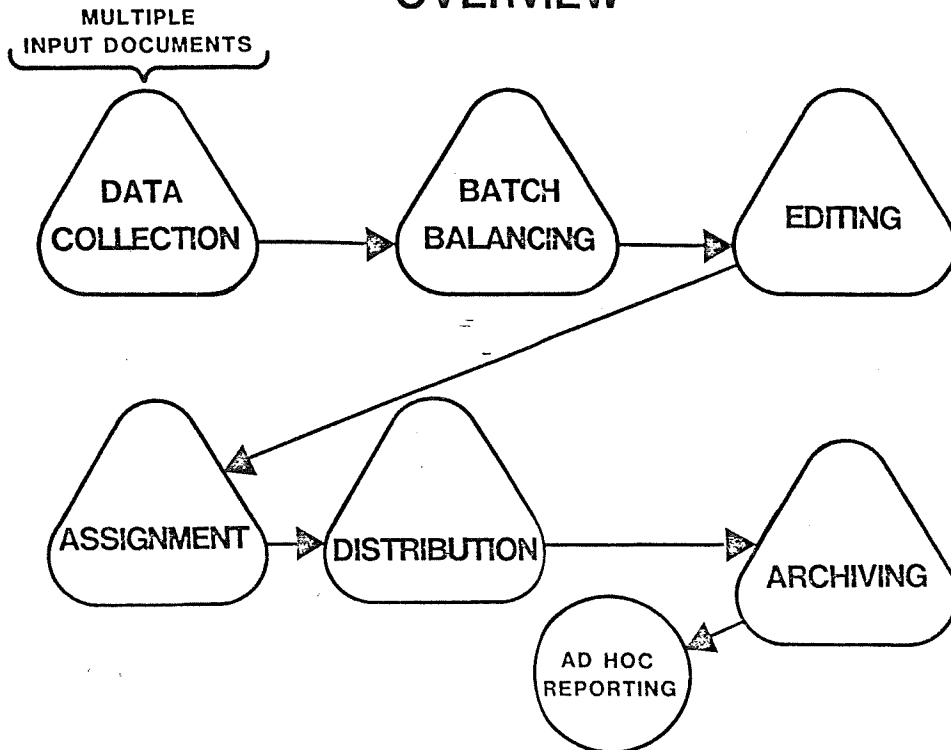 OVERVIEW
MULTIPLE
INPUT DOCUMENTS
DATA
COLLECTION
BATCH
BALANCING
EDITING
ASSIGNMENT
DISTRIBUTION
ARCHIVING
AD HOC
REPORTING